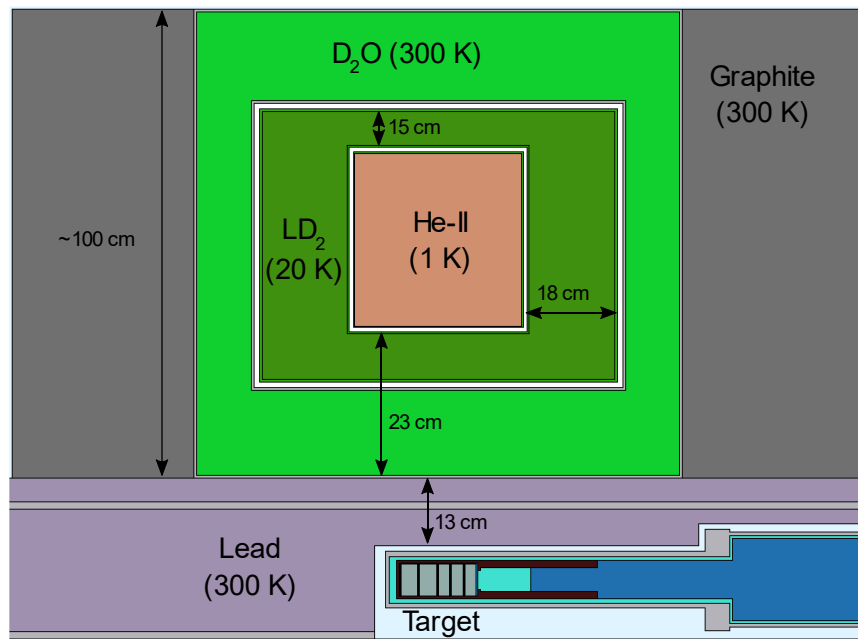 D₂O (300 K)
Graphite
(300 K)
15 cm
LD₂
(20 K)
He-II
(1 K)
~100 cm
18 cm
23 cm
13 cm
Lead
(300 K)
Target